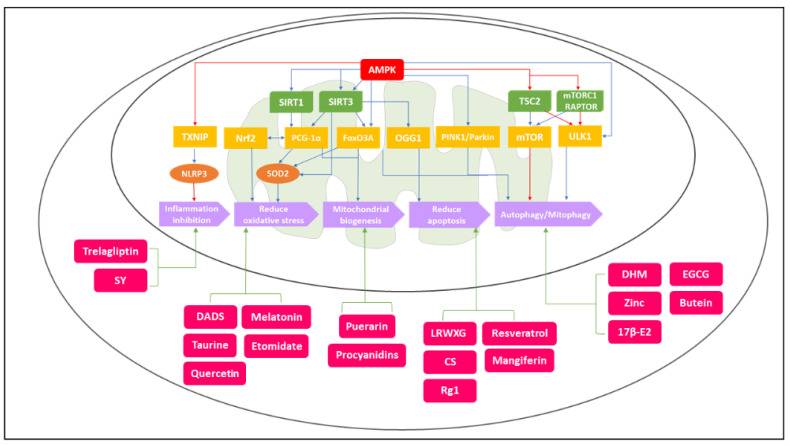 AMPK
SIRT1
SIRT3
TSC2
mTORC1
RAPTOR
TXNIP
Nrf2
PCG-1α
FoxO3A
OGG1
PINK1/Parkin
mTOR
ULK1
NLRP3
SOD2
Inflammation
inhibition
Reduce
oxidative stress
Mitochondrial
biogenesis
Reduce
apoptosis
Autophagy/Mitophagy
Trelagliptin
SY
DADS
Melatonin
Taurine
Etomidate
Quercetin
Puerarin
Procyanidins
LRWXG
Resveratrol
CS
Mangiferin
Rg1
DHM
EGCG
Zinc
Butein
17β-E2